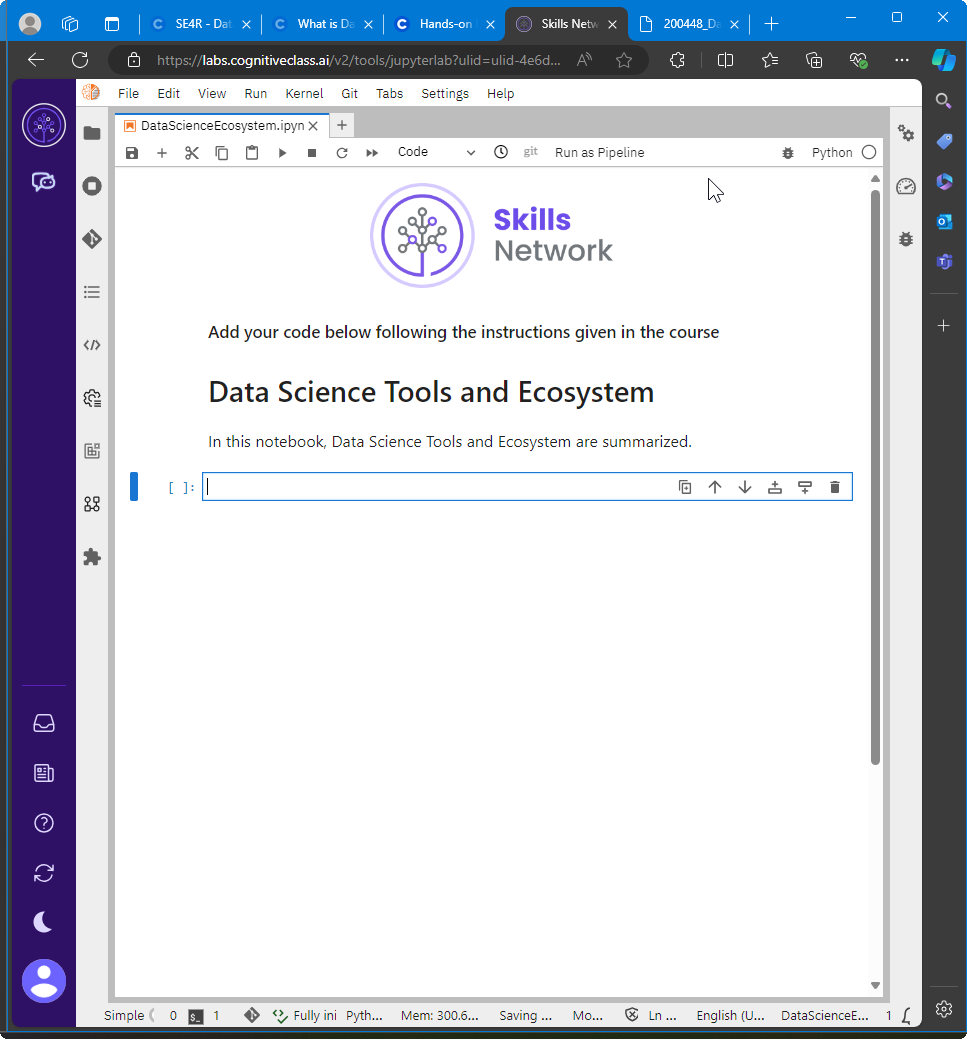 SE4R - Dat
What is Da
Hands-on
Skills Netw
200448_Da
https://labs.cognitiveclass.ai/v2/tools/jupyterlab?ulid=ulid-4e6d...
File Edit View Run Kernel Git Tabs Settings Help
DataScienceEcosystem.ipyn
Code git Run as Pipeline Python
Skills
Network
Add your code below following the instructions given in the course
Data Science Tools and Ecosystem
In this notebook, Data Science Tools and Ecosystem are summarized.
[ ]:
Simple 0 $_ 1 Fully ini Pyth... Mem: 300.6... Saving ... Mo... Ln ... English (U... DataScienceE... 1